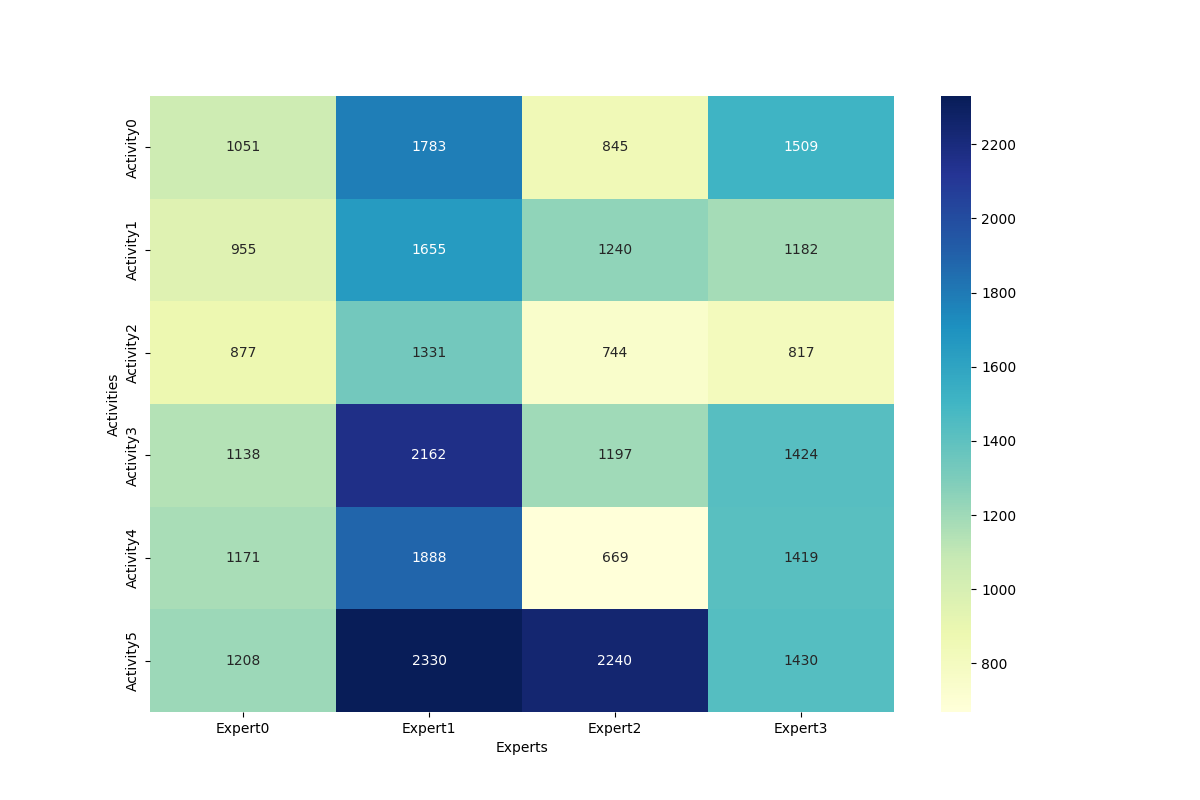 Activities
Activity0 1051 1783 845 1509
Activity1 955 1655 1240 1182
Activity2 877 1331 744 817
Activity3 1138 2162 1197 1424
Activity4 1171 1888 669 1419
Activity5 1208 2330 2240 1430
Expert0 Expert1 Expert2 Expert3
Experts
2200
2000
1800
1600
1400
1200
1000
800